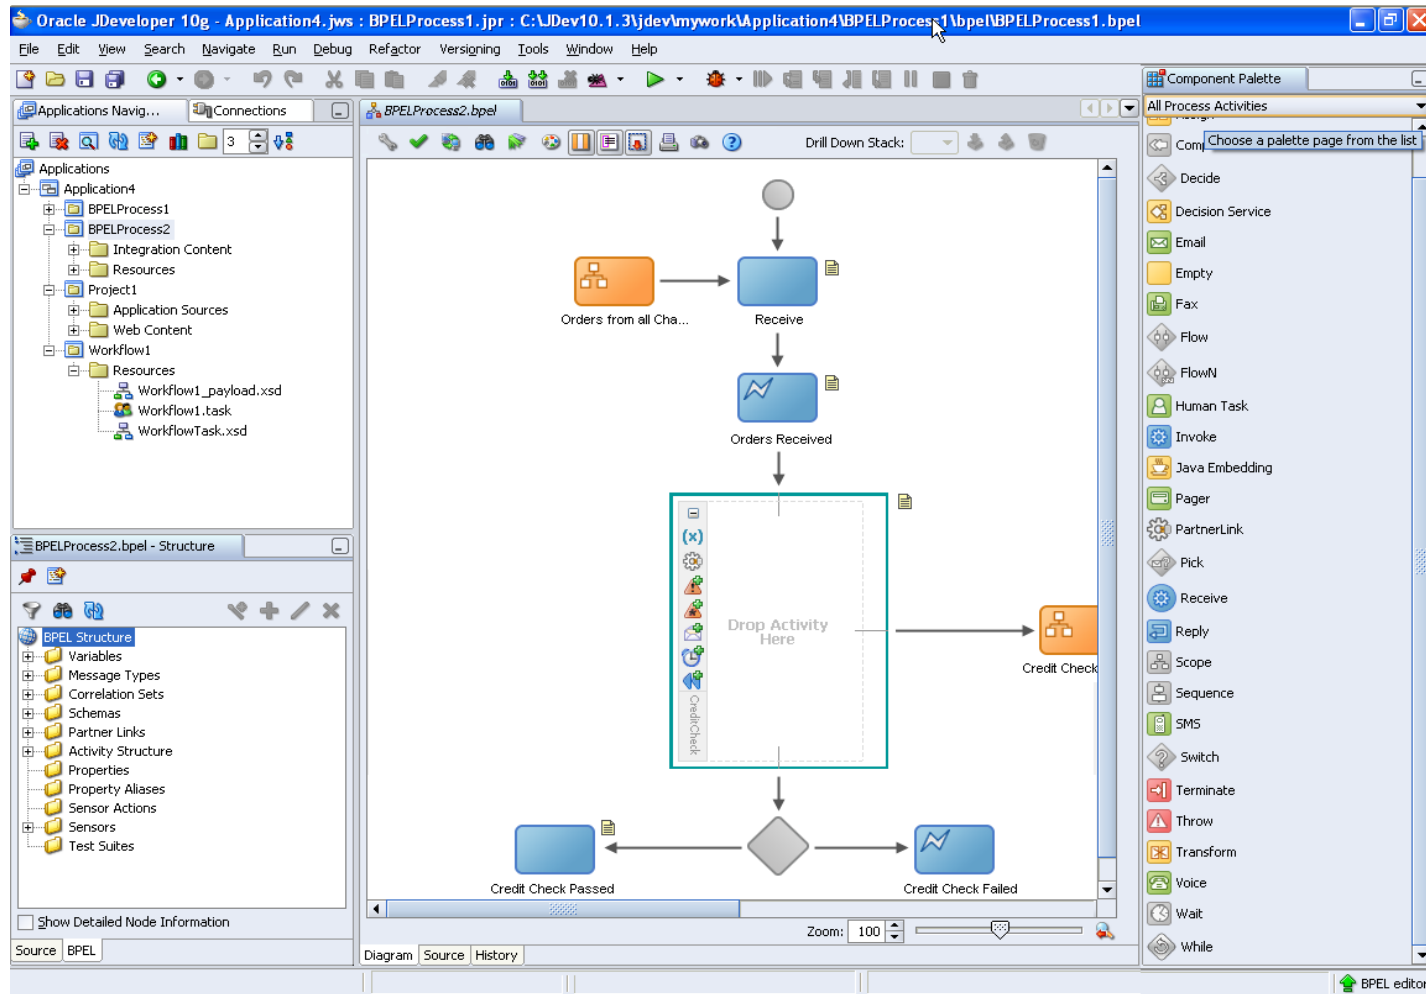 Oracle JDeveloper 10g - Application4.jws : BPELProcess1.jpr : C:\JDev10.1.3\jdev\mywork\Application4\BPELProcess1\bpel\BPELProcess1.bpel
File Edit View Search Navigate Run Debug Refactor Versioning Tools Window Help
Applications Navig... Connections
3
Applications
Application4
BPELProcess1
BPELProcess2
Integration Content
Resources
Project1
Application Sources
Web Content
Workflow1
Resources
Workflow1_payload.xsd
Workflow1.task
WorkflowTask.xsd
BPELProcess2.bpel - Structure
BPEL Structure
Variables
Message Types
Correlation Sets
Schemas
Partner Links
Activity Structure
Properties
Property Aliases
Sensor Actions
Sensors
Test Suites
Show Detailed Node Information
Source BPEL
BPELProcess2.bpel
Drill Down Stack:
Orders from all Cha...
Receive
Orders Received
(x)
Drop Activity
Here
CreditCheck
Credit Check
Credit Check Passed
Credit Check Failed
Zoom: 100
Diagram Source History
Component Palette
All Process Activities
Choose a palette page from the list
Decide
Decision Service
Email
Empty
Fax
Flow
FlowN
Human Task
Invoke
Java Embedding
Pager
PartnerLink
Pick
Receive
Reply
Scope
Sequence
SMS
Switch
Terminate
Throw
Transform
Voice
Wait
While
BPEL editor